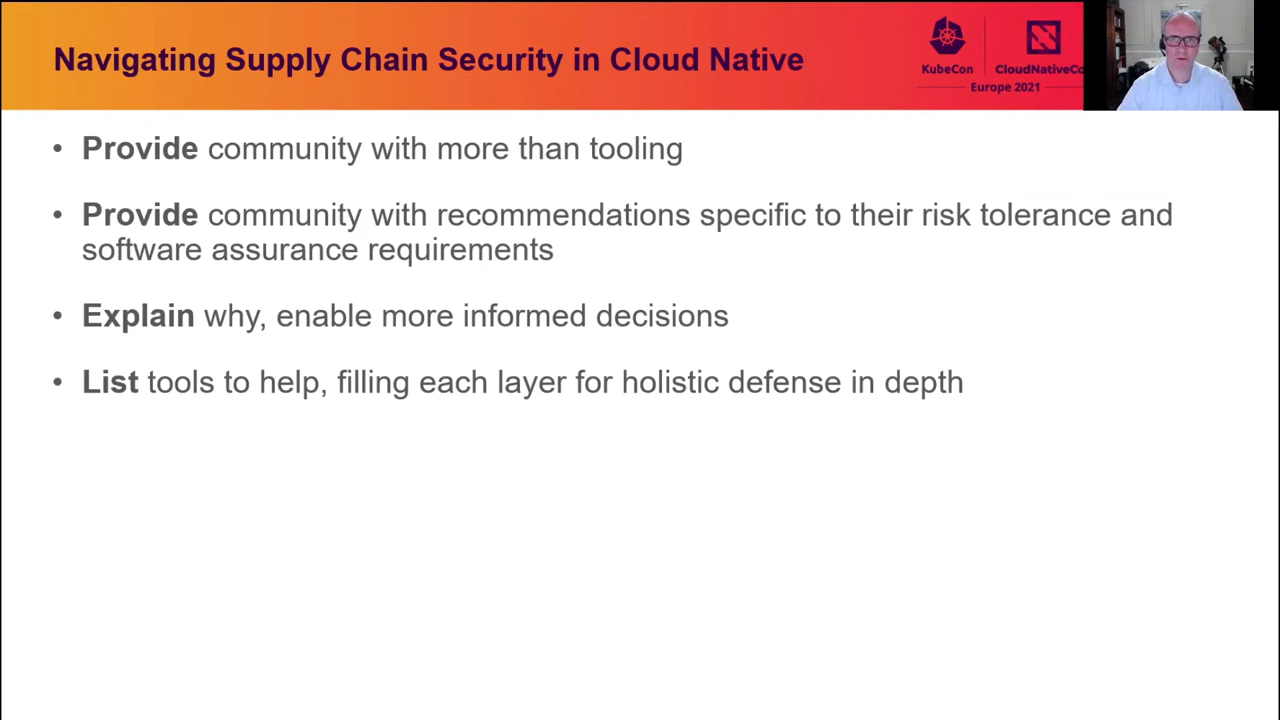 Navigating Supply Chain Security in Cloud Native
KubeCon
CloudNativeCo
Europe 2021
• Provide community with more than tooling
• Provide community with recommendations specific to their risk tolerance and
software assurance requirements
• Explain why, enable more informed decisions
• List tools to help, filling each layer for holistic defense in depth